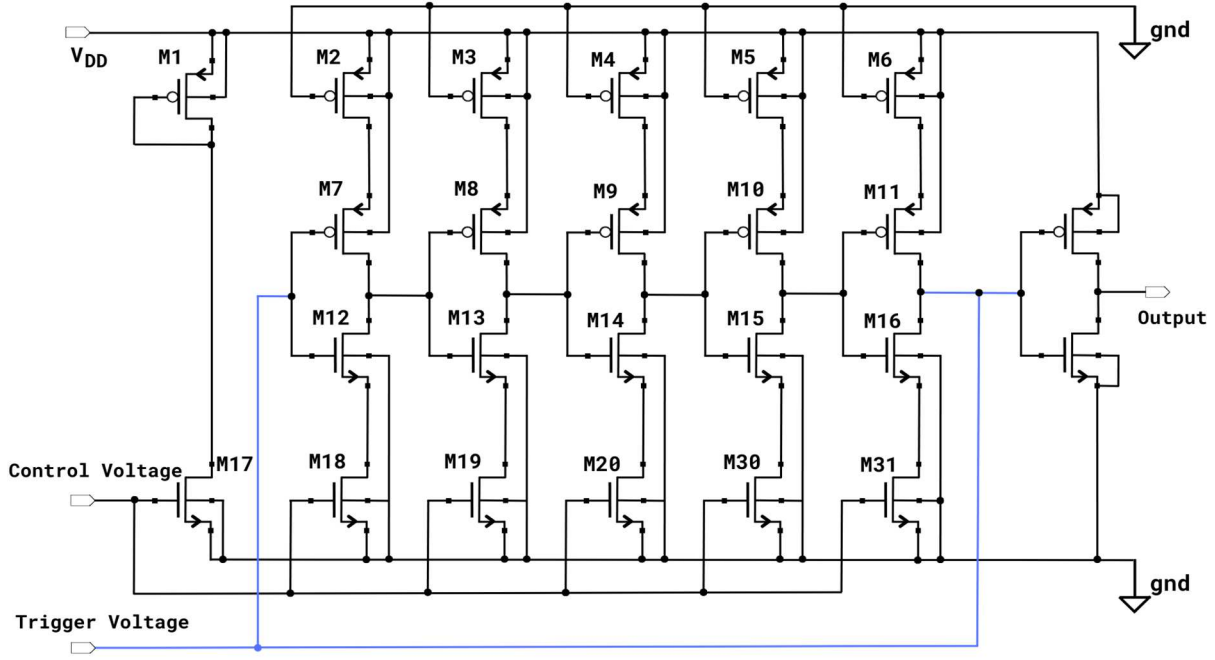 gnd
V_DD
M1
M2
M3
M4
M5
M6
M7
M8
M9
M10
M11
M12
M13
M14
M15
M16
Output
Control Voltage
M17
M18
M19
M20
M30
M31
gnd
Trigger Voltage